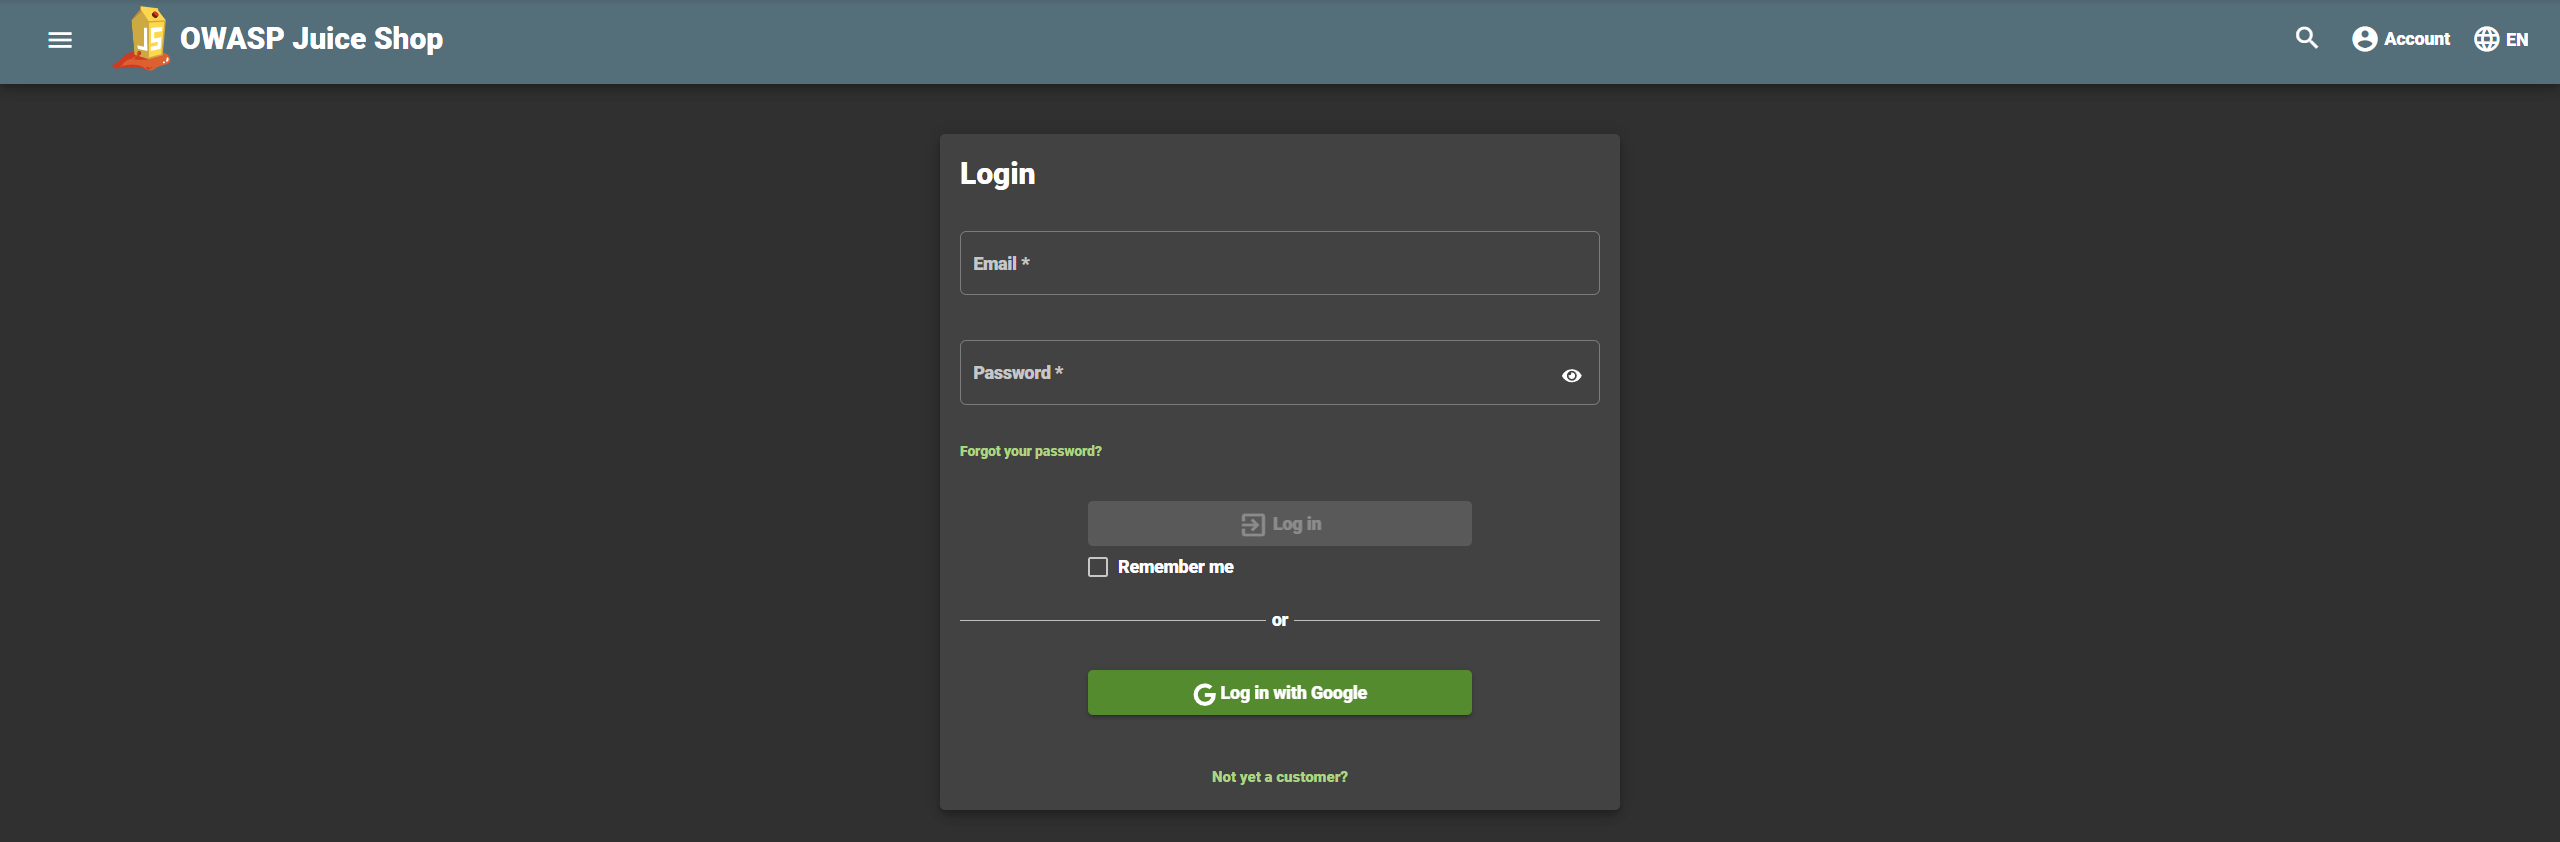 OWASP Juice Shop
Account
EN
Login
Email *
Password *
Forgot your password?
Log in
Remember me
or
Log in with Google
Not yet a customer?